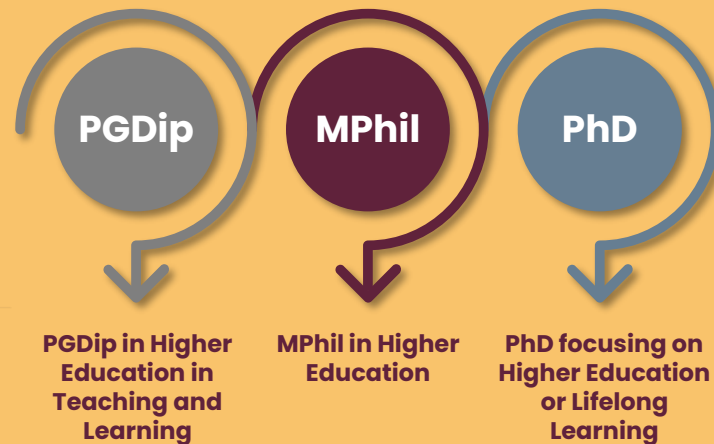 PGDip
MPhil
PhD
PGDip in Higher
Education in
Teaching and
Learning
MPhil in Higher
Education
PhD focusing on
Higher Education
or Lifelong
Learning